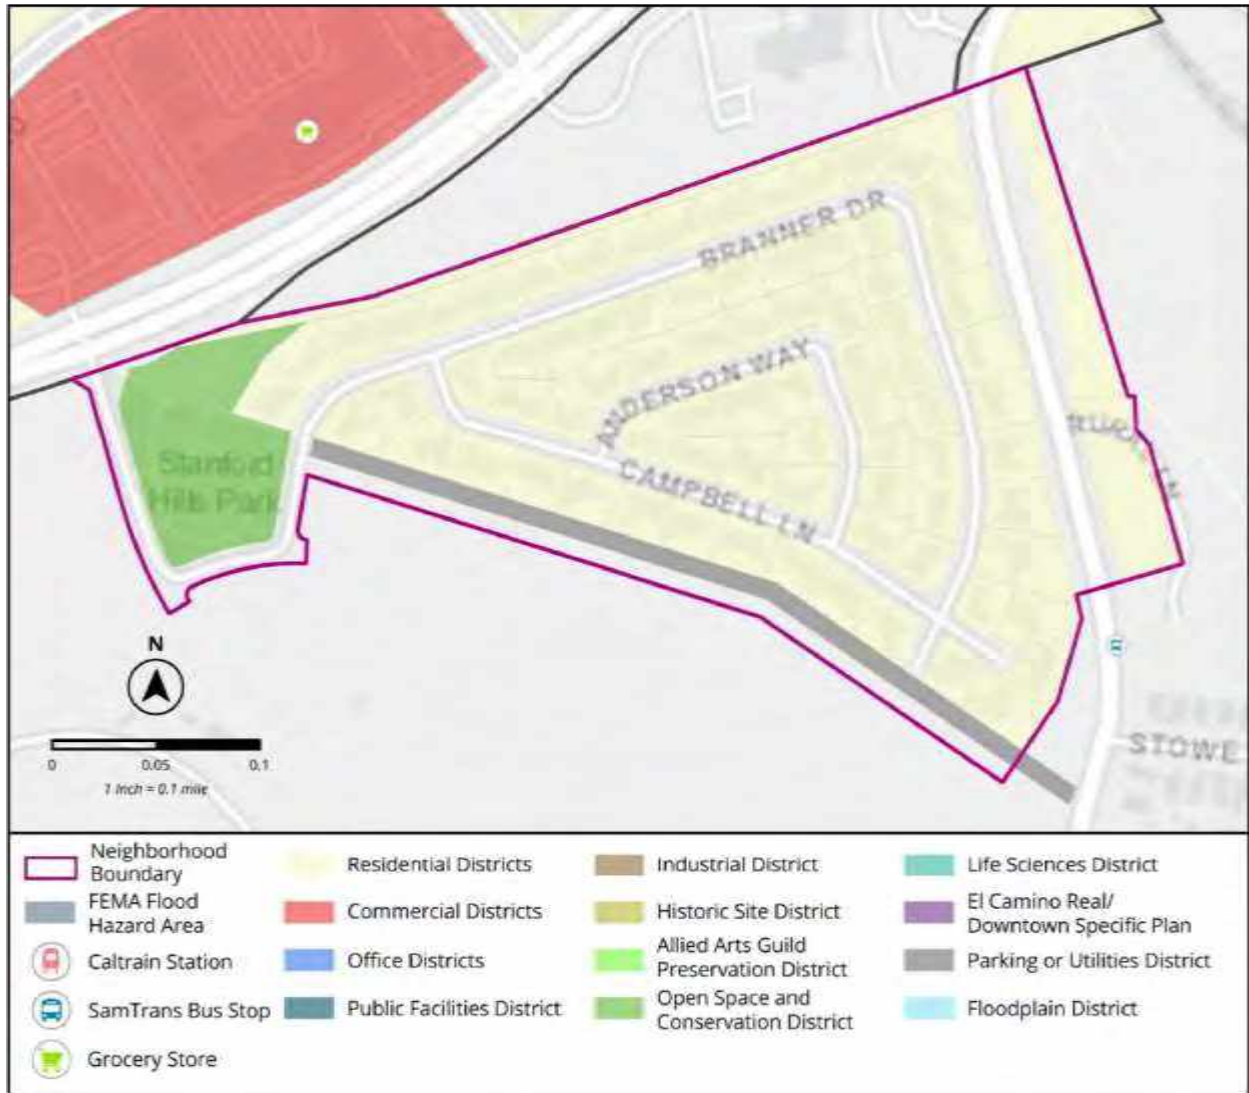 BRANNER DR
ANDERSON WAY
CAMPBELL LN
Stanford
Hills Park
STOWE
N
0 0.05 0.1
1 Inch = 0.1 mile
Neighborhood
Boundary
Residential Districts
Industrial District
Life Sciences District
FEMA Flood
Hazard Area
Commercial Districts
Historic Site District
El Camino Real/
Downtown Specific Plan
Caltrain Station
Office Districts
Allied Arts Guild
Preservation District
Parking or Utilities District
SamTrans Bus Stop
Public Facilities District
Open Space and
Conservation District
Floodplain District
Grocery Store